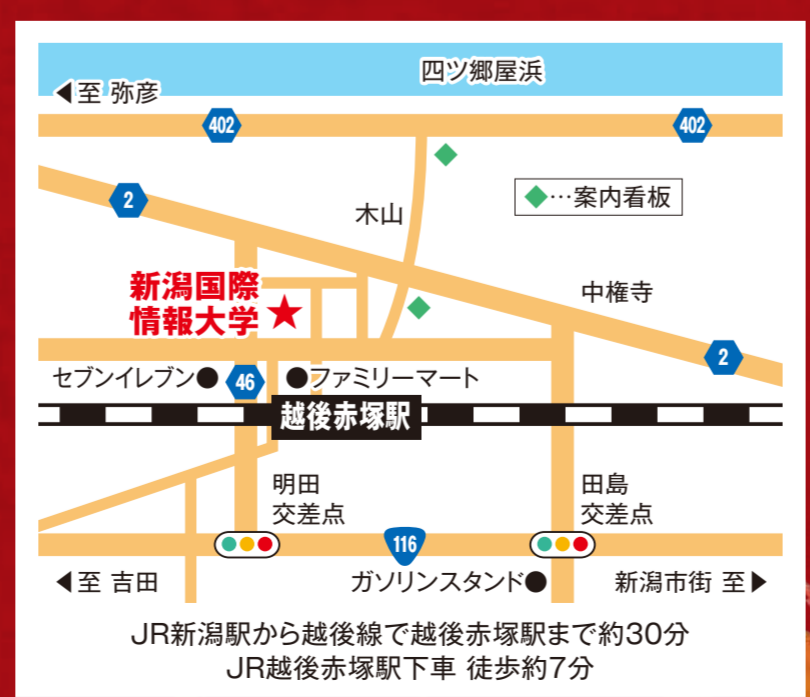 四ツ郷屋浜
◀至 弥彦
402
402
2
◆…案内看板
木山
新潟国際
情報大学
中権寺
2
セブンイレブン●
46
●ファミリーマート
越後赤塚駅
明田
交差点
田島
交差点
116
◀至 吉田
ガソリンスタンド●
新潟市街 至▶
JR新潟駅から越後線で越後赤塚駅まで約30分
JR越後赤塚駅下車 徒歩約7分